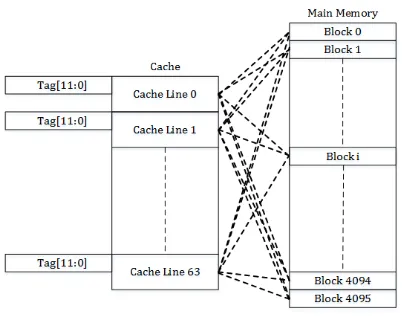 Main Memory
Block 0
Block 1
Cache
Tag[11:0]
Cache Line 0
Tag[11:0]
Cache Line 1
Block i
Tag[11:0]
Cache Line 63
Block 4094
Block 4095